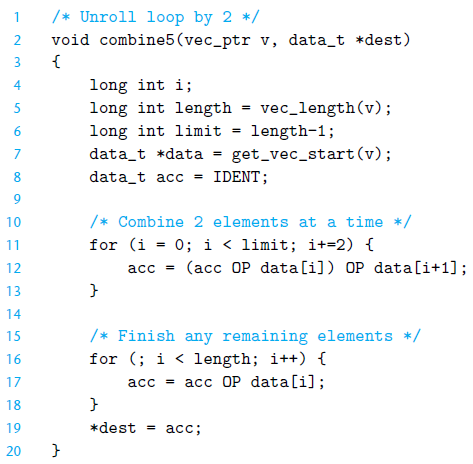 1 /* Unroll loop by 2 */
2 void combine5(vec_ptr v, data_t *dest)
3 {
4     long int i;
5     long int length = vec_length(v);
6     long int limit = length-1;
7     data_t *data = get_vec_start(v);
8     data_t acc = IDENT;
9
10     /* Combine 2 elements at a time */
11     for (i = 0; i < limit; i+=2) {
12         acc = (acc OP data[i]) OP data[i+1];
13     }
14
15     /* Finish any remaining elements */
16     for (; i < length; i++) {
17         acc = acc OP data[i];
18     }
19     *dest = acc;
20 }